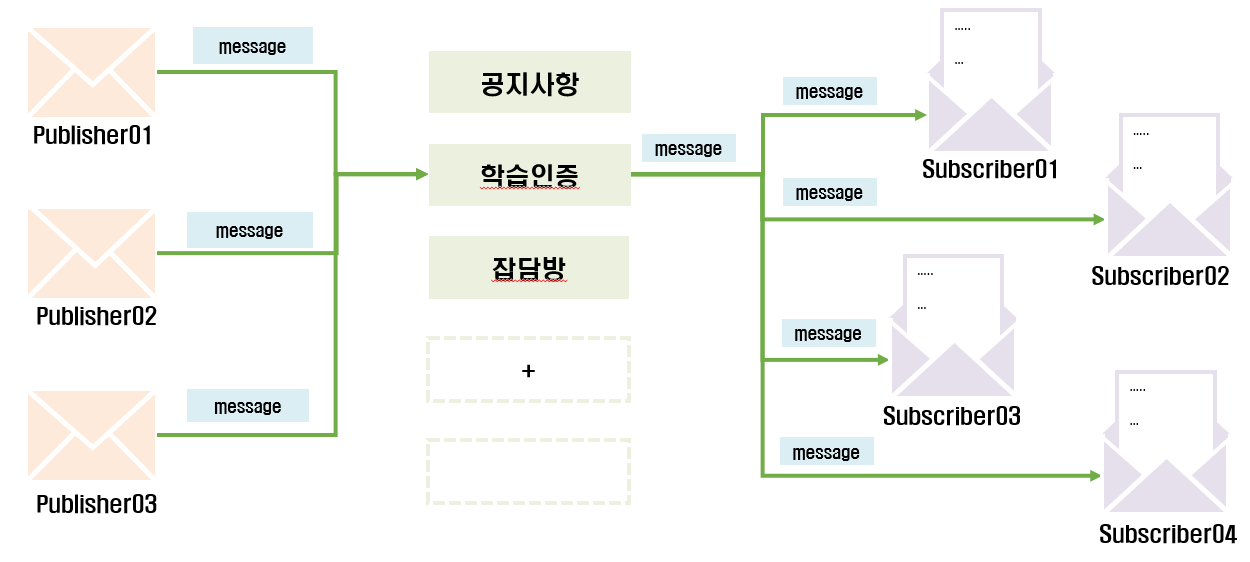 message
Publisher01
message
Publisher02
message
Publisher03
공지사항
학습인증
잡담방
+
message
message
.....
...
Subscriber01
message
.....
...
Subscriber02
message
.....
...
Subscriber03
message
.....
...
Subscriber04